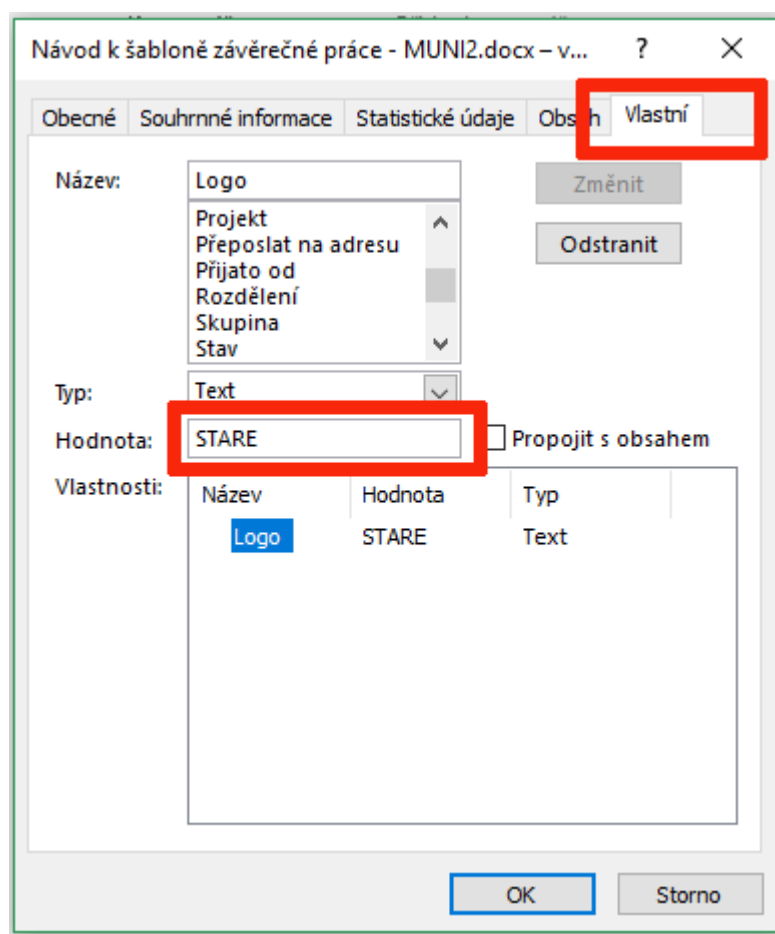 Návod k šabloně závěrečné práce - MUNI2.docx – v... ? ×
Obecné Souhrnné informace Statistické údaje Obsah Vlastní
Název: Logo Změnit
Projekt
Přeposlat na adresu Odstranit
Přijato od
Rozdělení
Skupina
Stav
Typ: Text
Hodnota: STARE Propojit s obsahem
Vlastnosti: Název Hodnota Typ
Logo STARE Text
OK Storno